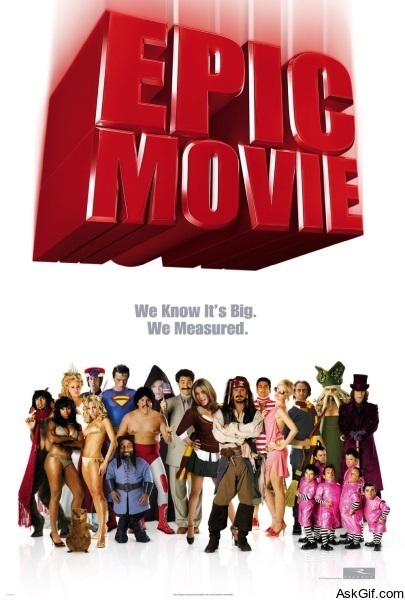 EPIC
MOVIE
We Know It's Big.
We Measured.
AskGif.com